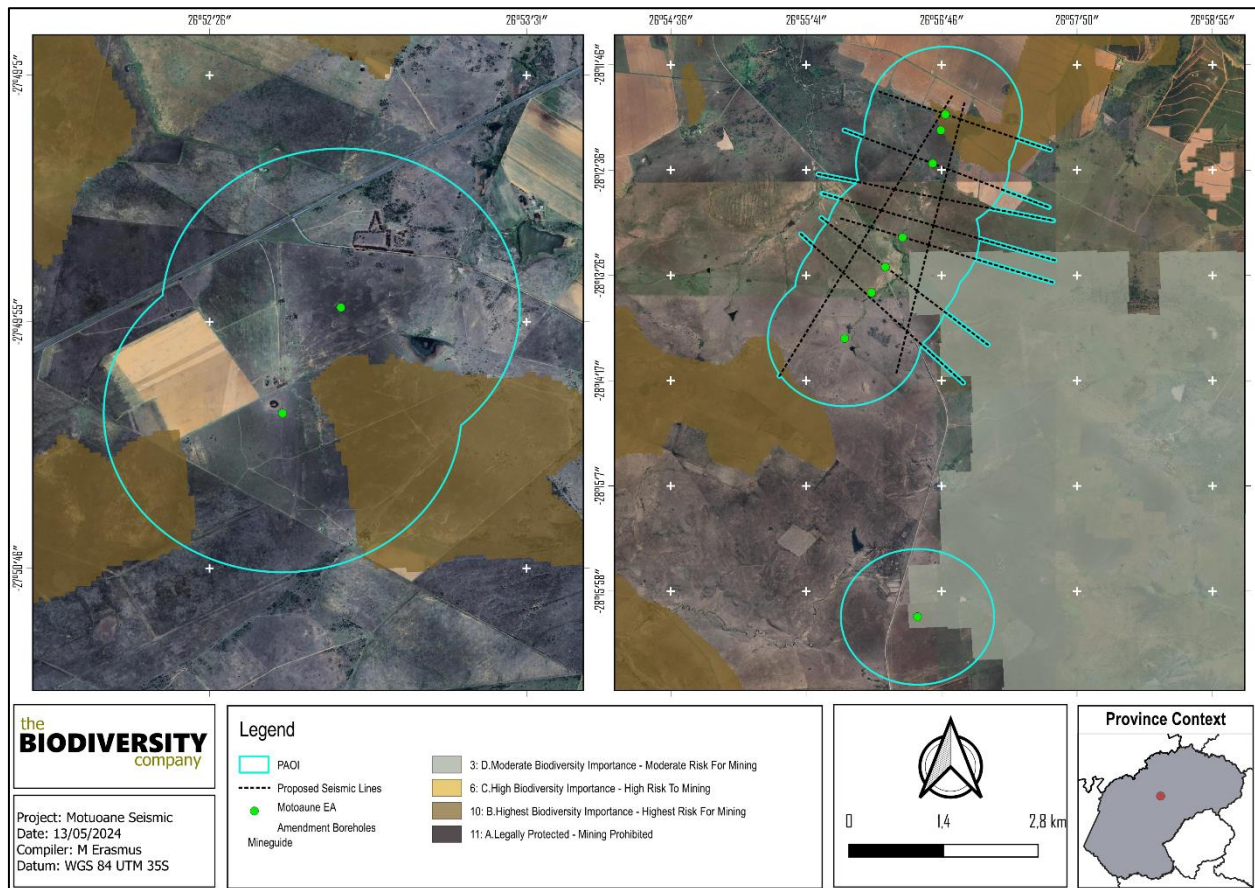 26°52'26"
26°53'31"
26°54'36"
26°55'41"
26°56'46"
26°57'50"
26°58'55"
-27°49'5"
-27°49'55"
-27°50'46"
-28°11'46"
-28°12'36"
-28°13'26"
-28°14'17"
-28°15'7"
-28°15'58"
the
BIODIVERSITY
company
Project: Motuoane Seismic
Date: 13/05/2024
Compiler: M Erasmus
Datum: WGS 84 UTM 35S
Legend
PAOI
Proposed Seismic Lines
Motoaune EA
Amendment Boreholes
Mineguide
3: D.Moderate Biodiversity Importance - Moderate Risk For Mining
6: C.High Biodiversity Importance - High Risk To Mining
10: B.Highest Biodiversity Importance - Highest Risk For Mining
11: A.Legally Protected - Mining Prohibited
0 1,4 2,8 km
Province Context